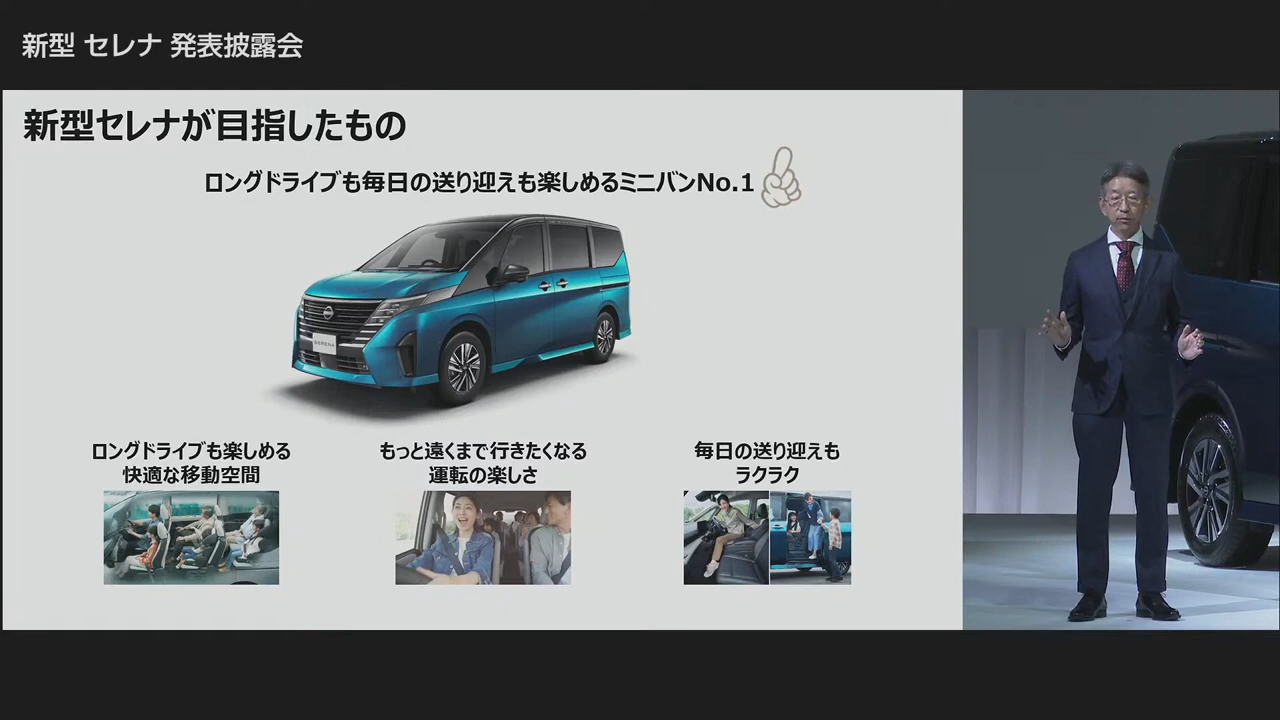 新型 セレナ 発表披露会
新型セレナが目指したもの
ロングドライブも毎日の送り迎えも楽しめるミニバンNo.1
SERENA
ロングドライブも楽しめる
快適な移動空間
もっと遠くまで行きたくなる
運転の楽しさ
毎日の送り迎えも
ラクラク